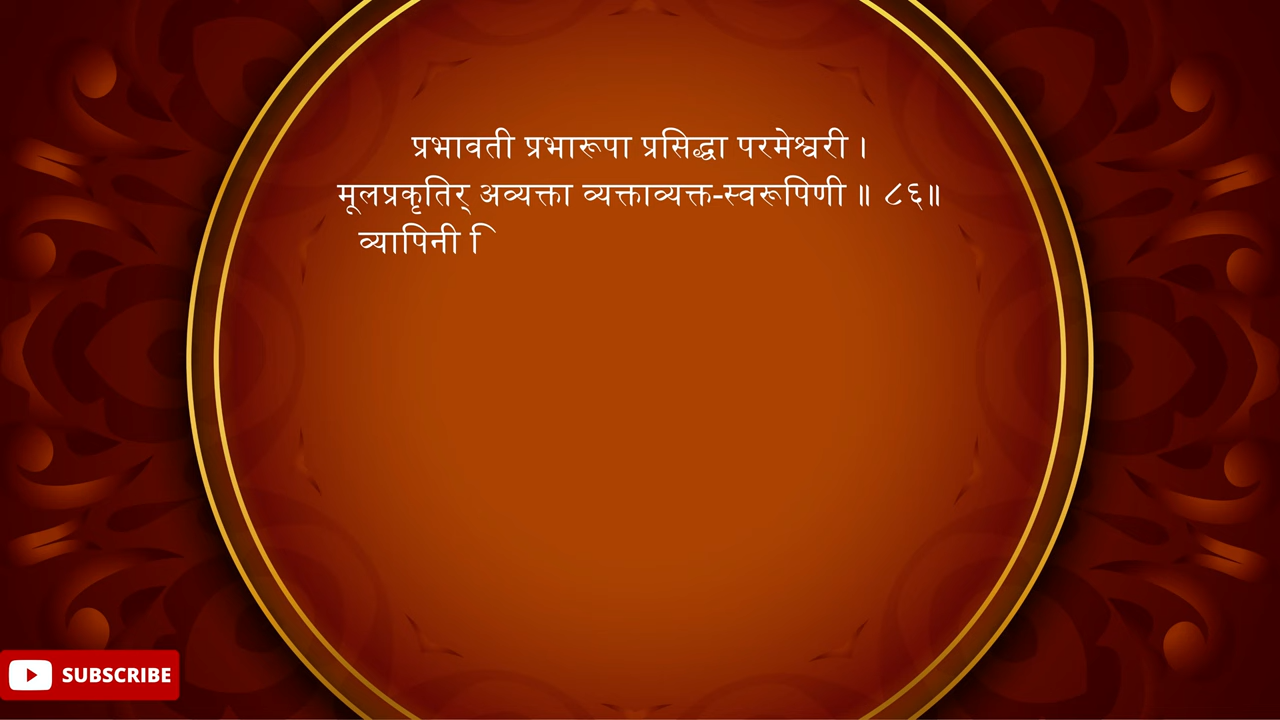 प्रभावती प्रभारूपा प्रसिद्धा परमेश्वरी ।
मूलप्रकृतिर् अव्यक्ता व्यक्ताव्यक्त-स्वरूपिणी ॥ ८६॥
व्यापिनी ि
SUBSCRIBE